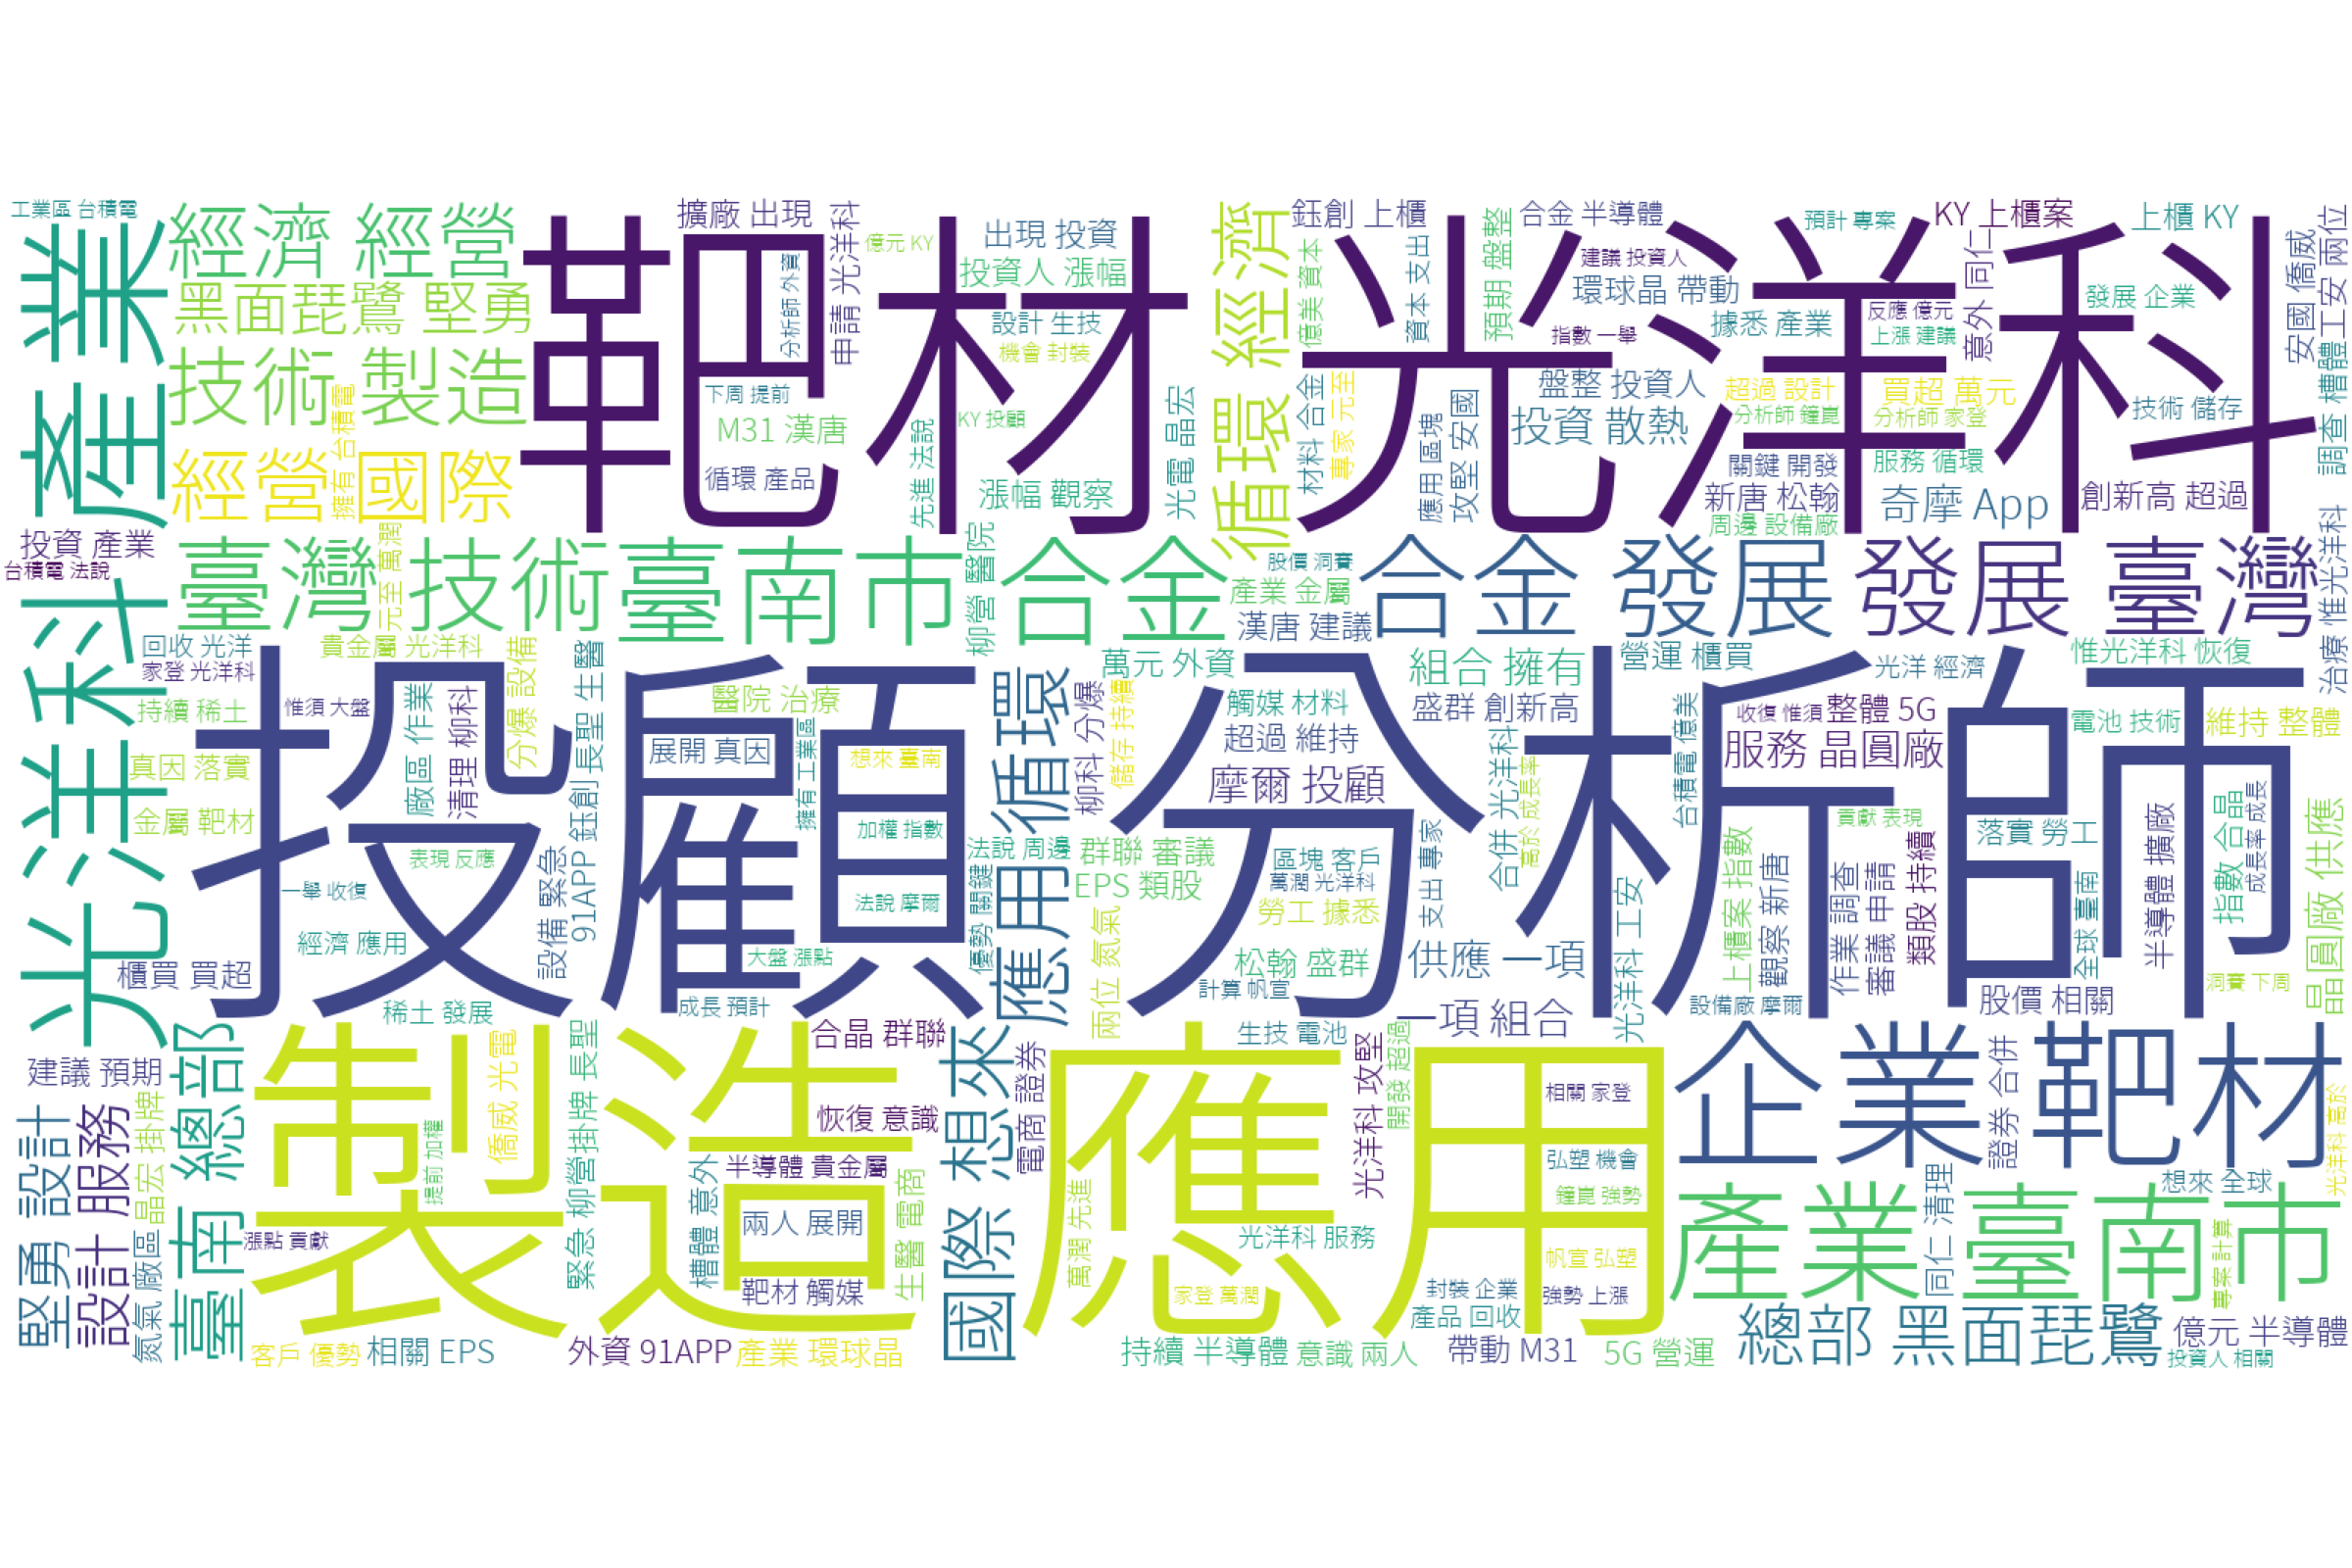 工業區 台積電
經濟 經營
黑面琵鷺 堅勇
技術 製造
經營 國際
產業
光洋科
靶材 光洋科
擴廠 出現
億元 KY
出現 投資
投資人 漲幅
設計 生技
機會 封裝
分析師 外資
申請 光洋科
下周 提前
M31 漢唐
KY 投顧
循環 產品
先進 法說
漲幅 觀察
光電 晶宏
擁有 台積電
循環 經濟
鈺創 上櫃
合金 半導體
預計 專案
KY 上櫃案
上櫃 KY
億美 資本
資本 支出
預期 盤整
建議 投資人
環球晶 帶動
指數 一舉
據悉 產業
反應 億元
上漲 建議
意外 同仁
發展 企業
安國 僑威
工安 兩位
調查 槽體
材料 合金
專家 元至
盤整 投資人
投資 散熱
超過 設計
買超 萬元
分析師 鐘崑
分析師 家登
技術 儲存
應用 區塊
攻堅 安國
關鍵 開發
服務 循環
新唐 松翰
奇摩 App
創新高 超過
周邊 設備廠
投資 產業
台積電 法說
臺灣 技術
元至 萬潤
臺南市 合金
柳營 醫院
股價 洞賽
產業 金屬
漢唐 建議
合金 發展
發展 臺灣
治療 惟光洋科
回收 光洋
家登 光洋科
貴金屬 光洋科
持續 稀土
惟須 大盤
真因 落實
金屬 靶材
廠區 作業
清理 柳科
分爆 設備
投顧 分析師
醫院 治療
展開 真因
想來 臺南
長聖 生醫
擁有 工業區
加權 指數
表現 反應
一舉 收復
法說 摩爾
經濟 應用
櫃買 買超
設備 緊急
91APP 鈺創
大盤 漲點
稀土 發展
成長 預計
應用 循環
萬元 外資
柳科 分爆
儲存 持續
觸媒 材料
超過 維持
摩爾 投顧
組合 擁有
營運 櫃買
光洋 經濟
惟光洋科 恢復
盛群 創新高
收復 惟須
整體 5G
電池 技術
維持 整體
服務 晶圓廠
合併 光洋科
高於 成長率
台積電 億美
貢獻 表現
落實 勞工
法說 周邊
群聯 審議
EPS 類股
區塊 客戶
萬潤 光洋科
勞工 據悉
支出 專家
優勢 關鍵
兩位 氮氣
松翰 盛群
計算 帆宣
供應 一項
一項 組合
光洋科 工安
上櫃案 指數
設備廠 摩爾
觀察 新唐
作業 調查
審議 申請
類股 持續
全球 臺南
半導體 擴廠
指數 合晶
成長率 成長
晶圓廠 供應
洞賽 下周
股價 相關
建議 預期
堅勇 設計
設計 服務
晶宏 掛牌
氮氣 廠區
臺南 總部
製造 應用
漲點 貢獻
提前 加權
僑威 光電
合晶 群聯
恢復 意識
掛牌 長聖
緊急 柳營
槽體 意外
半導體 貴金屬
兩人 展開
靶材 觸媒
生醫 電商
國際 想來
電商 證券
生技 電池
萬潤 先進
家登 萬潤
光洋科 服務
光洋科 攻堅
開發 超過
相關 家登
弘塑 機會
鐘崑 強勢
帆宣 弘塑
封裝 企業
強勢 上漲
產品 回收
企業 靶材
證券 合併
光洋科 高於
產業 臺南市
同仁 清理
想來 全球
專案 計算
總部 黑面琵鷺
億元 半導體
投資人 相關
客戶 優勢
相關 EPS
外資 91APP
產業 環球晶
持續 半導體
意識 兩人
帶動 M31
5G 營運